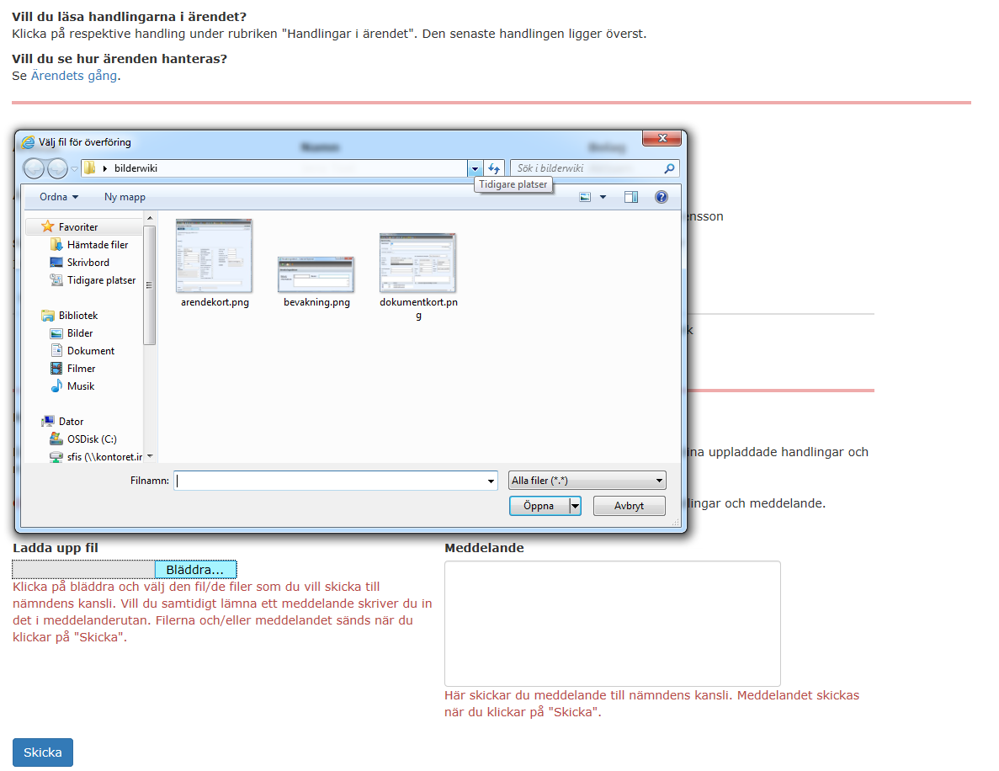 Vill du läsa handlingarna i ärendet?
Klicka på respektive handling under rubriken "Handlingar i ärendet". Den senaste handlingen ligger överst.
Vill du se hur ärenden hanteras?
Se Ärendets gång.
Välj fil för överföring
bilderwiki
Sök i bilderwiki
Tidigare platser
Ordna
Ny mapp
Favoriter
Hämtade filer
Skrivbord
Tidigare platser
Bibliotek
Bilder
Dokument
Filmer
Musik
Dator
OSDisk (C:)
sfis (\\kontoret.ir
arendekort.png
bevakning.png
dokumentkort.pn
g
Filnamn:
Alla filer (*.*)
Öppna
Avbryt
ensson
k
ina uppladdade handlingar och
llingar och meddelande.
Ladda upp fil
Bläddra...
Klicka på bläddra och välj den fil/de filer som du vill skicka till
nämndens kansli. Vill du samtidigt lämna ett meddelande skriver du in
det i meddelanderutan. Filerna och/eller meddelandet sänds när du
klickar på "Skicka".
Meddelande
Här skickar du meddelande till nämndens kansli. Meddelandet skickas
när du klickar på "Skicka".
Skicka